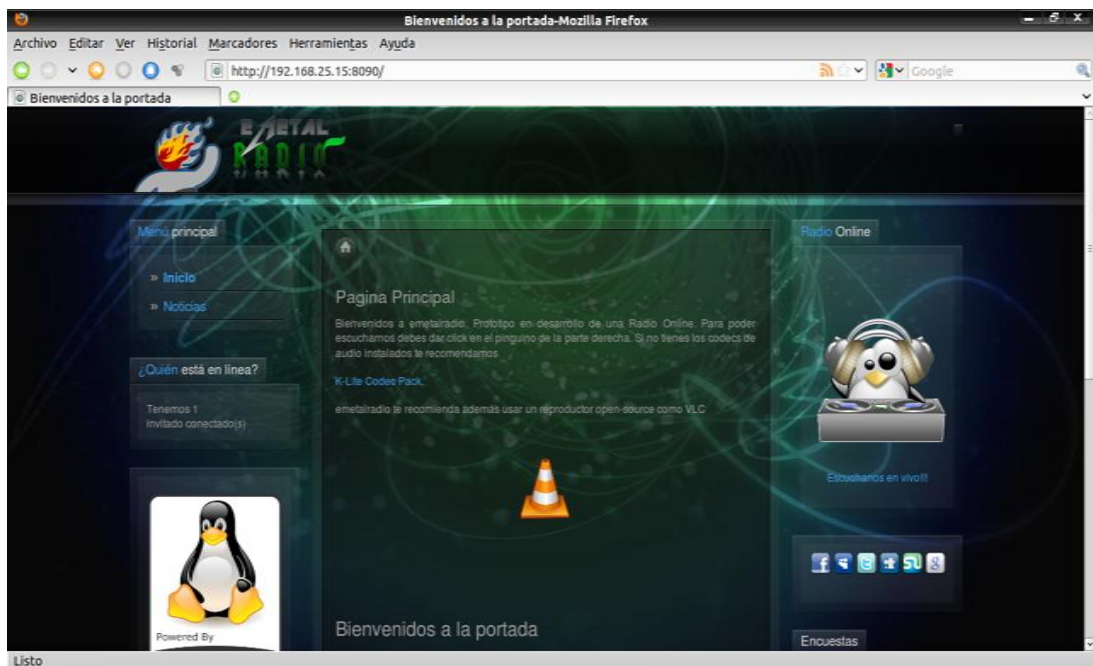 Bienvenidos a la portada-Mozilla Firefox
Archivo Editar Ver Historial Marcadores Herramientas Ayuda
http://192.168.25.15:8090/
Google
Bienvenidos a la portada
EMETAL
RADIO
Menú principal
» Inicio
» Noticias
¿Quién está en línea?
Tenemos 1
invitado conectado(s)
Powered By
Pagina Principal
Bienvenidos a emetalradio, Prototipo en desarrollo de una Radio Online. Para poder
escucharnos debes dar click en el pinguino de la parte derecha. Si no tienes los codecs de
audio instalados te recomendamos
K-Lite Codec Pack.
emetalradio te recomienda además usar un reproductor open-source como VLC
Bienvenidos a la portada
Radio Online
Escuchanos en vivo!!!
Encuestas
Listo